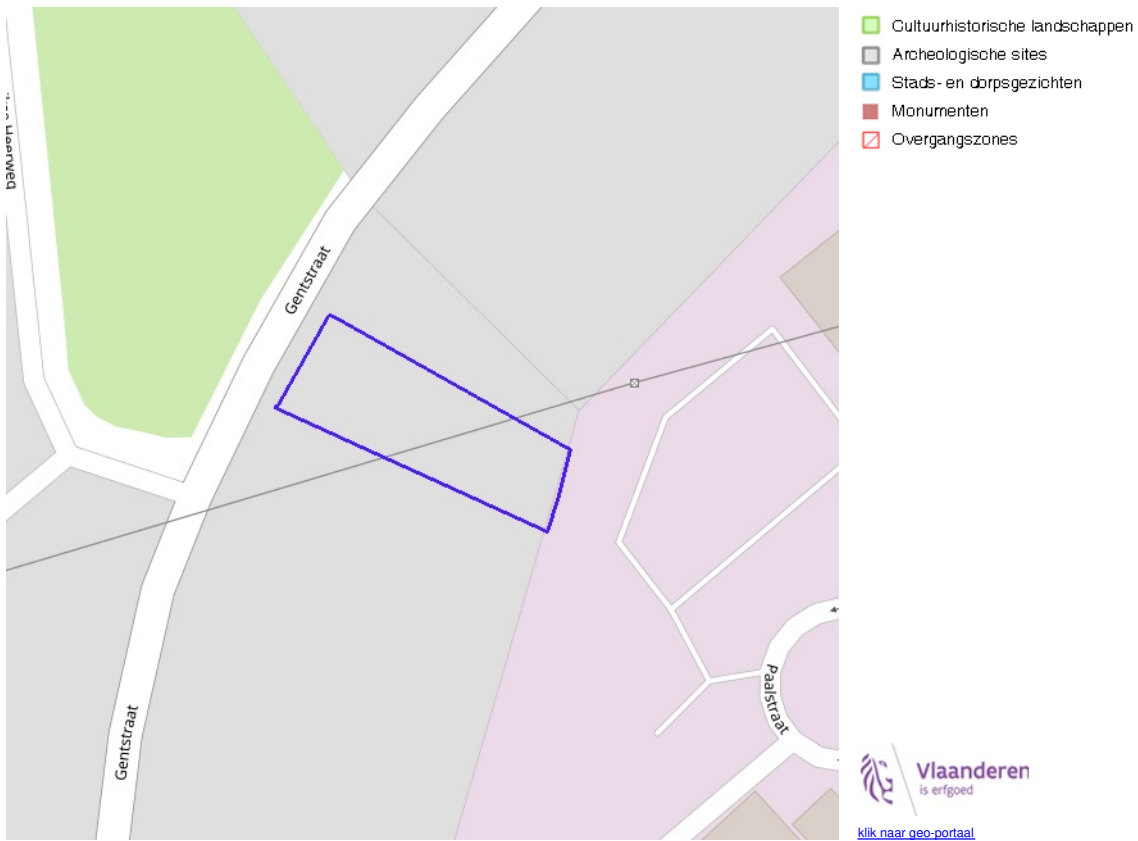 Cultuurhistorische landschappen
Archeologische sites
Stads- en dorpsgezichten
Monumenten
Overgangszones
Heerweg
Gentstraat
Gentstraat
Paalstraat
Vlaanderen
is erfgoed
klik naar geo-portaal